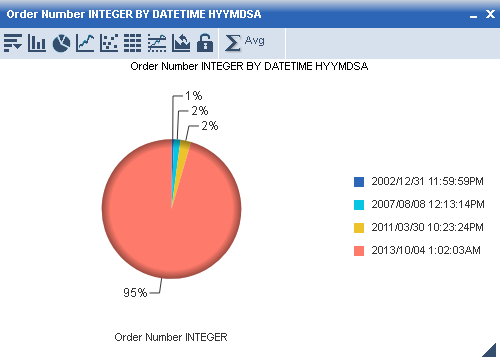 Order Number INTEGER BY DATETIME HYYMDSA
Avg
Order Number INTEGER BY DATETIME HYYMDSA
1%
2%
2%
2002/12/31 11:59:59PM
2007/08/08 12:13:14PM
2011/03/30 10:23:24PM
2013/10/04 1:02:03AM
95%
Order Number INTEGER